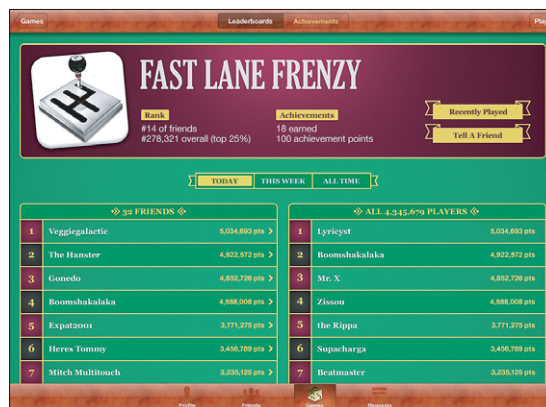 Games
Leaderboards
Achievements
FAST LANE FRENZY
Rank
#14 of friends
#278,321 overall (top 25%)
Achievements
18 earned
100 achievement points
Recently Played
Tell A Friend
TODAY
THIS WEEK
ALL TIME
32 FRIENDS
1 Veggiegalactic 5,034,693 pts
2 The Hanster 4,922,572 pts
3 Gonedo 4,852,726 pts
4 Boomshakalaka 4,588,008 pts
5 Expat2001 3,771,275 pts
6 Heres Tommy 3,456,789 pts
7 Mitch Multitouch 3,235,125 pts
ALL 4,345,679 PLAYERS
1 Lyricyst 5,034,693 pts
2 Boomshakalaka 4,922,572 pts
3 Mr. X 4,852,726 pts
4 Zissou 4,588,008 pts
5 the Rippa 3,771,275 pts
6 Supacharga 3,456,789 pts
7 Beatmaster 3,235,125 pts
Profile
Friends
Games
Requests